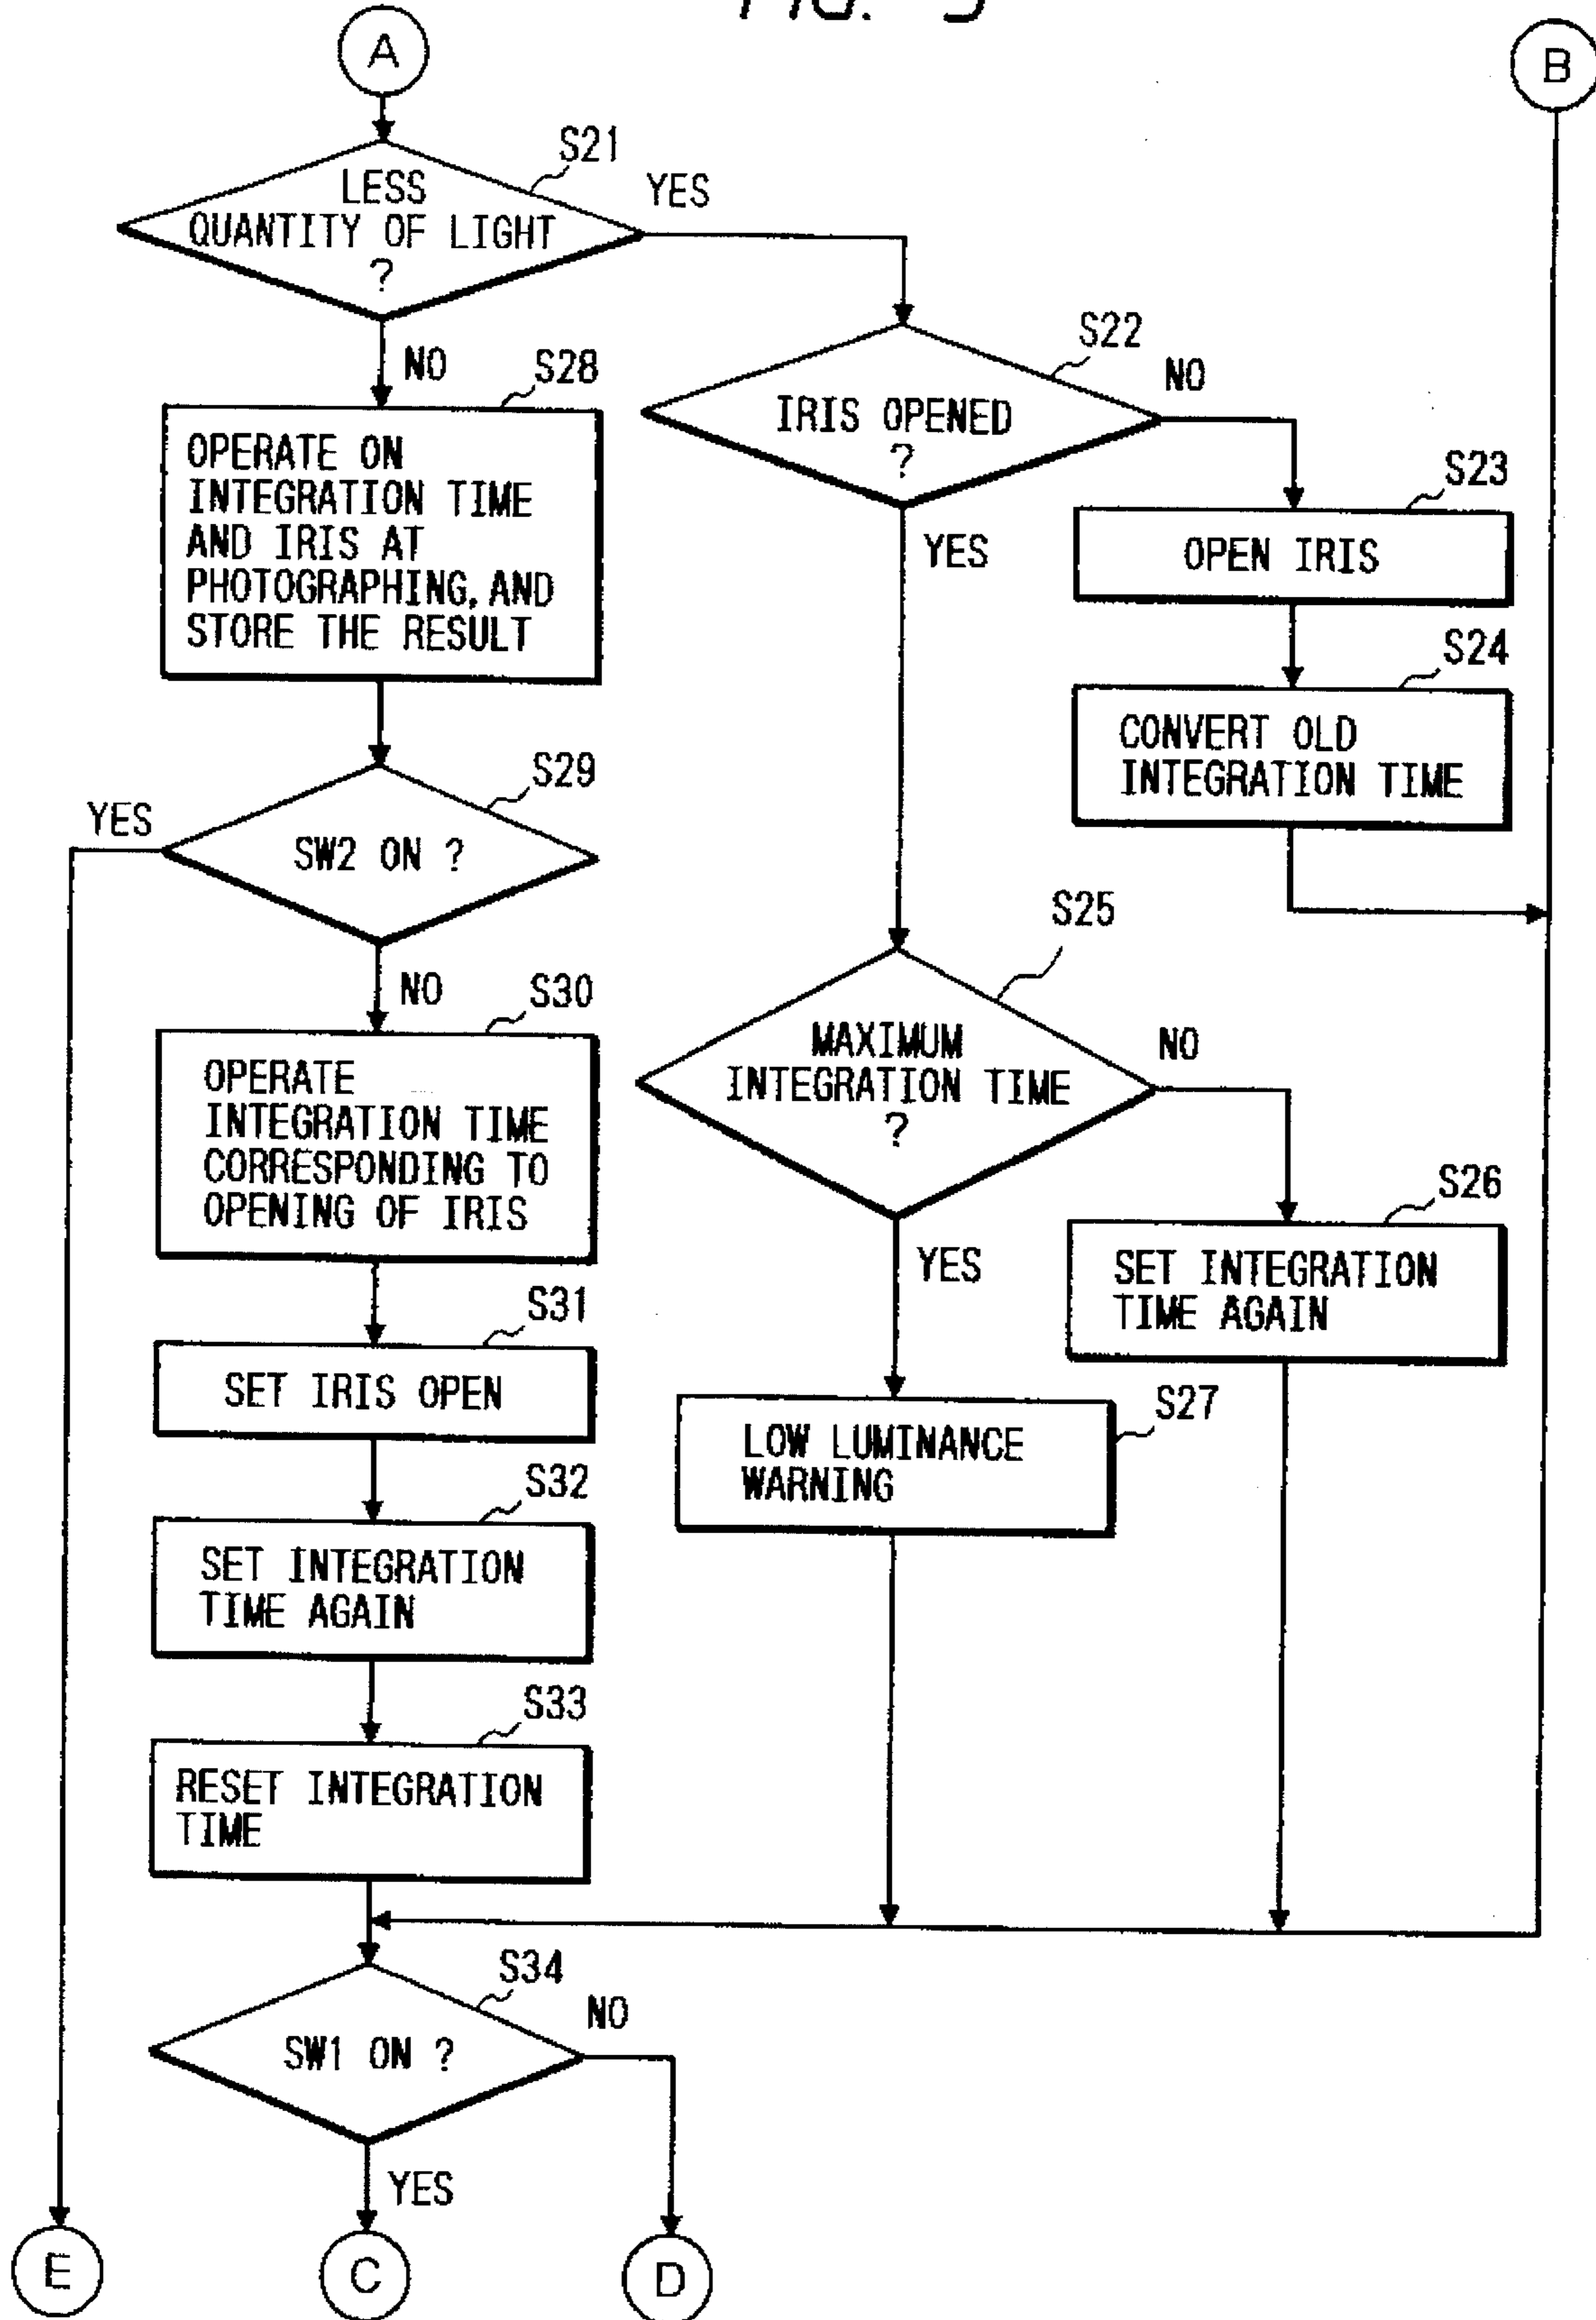 FIG. 5
A
B
S21
LESS
QUANTITY OF LIGHT
?
YES
NO
S28
OPERATE ON
INTEGRATION TIME
AND IRIS AT
PHOTOGRAPHING, AND
STORE THE RESULT
S22
IRIS OPENED
?
NO
YES
S23
OPEN IRIS
S24
CONVERT OLD
INTEGRATION TIME
S29
SW2 ON ?
YES
NO
S25
MAXIMUM
INTEGRATION TIME
?
NO
YES
S26
SET INTEGRATION
TIME AGAIN
S27
LOW LUMINANCE
WARNING
S30
OPERATE
INTEGRATION TIME
CORRESPONDING TO
OPENING OF IRIS
S31
SET IRIS OPEN
S32
SET INTEGRATION
TIME AGAIN
S33
RESET INTEGRATION
TIME
S34
SW1 ON ?
NO
YES
E
C
D